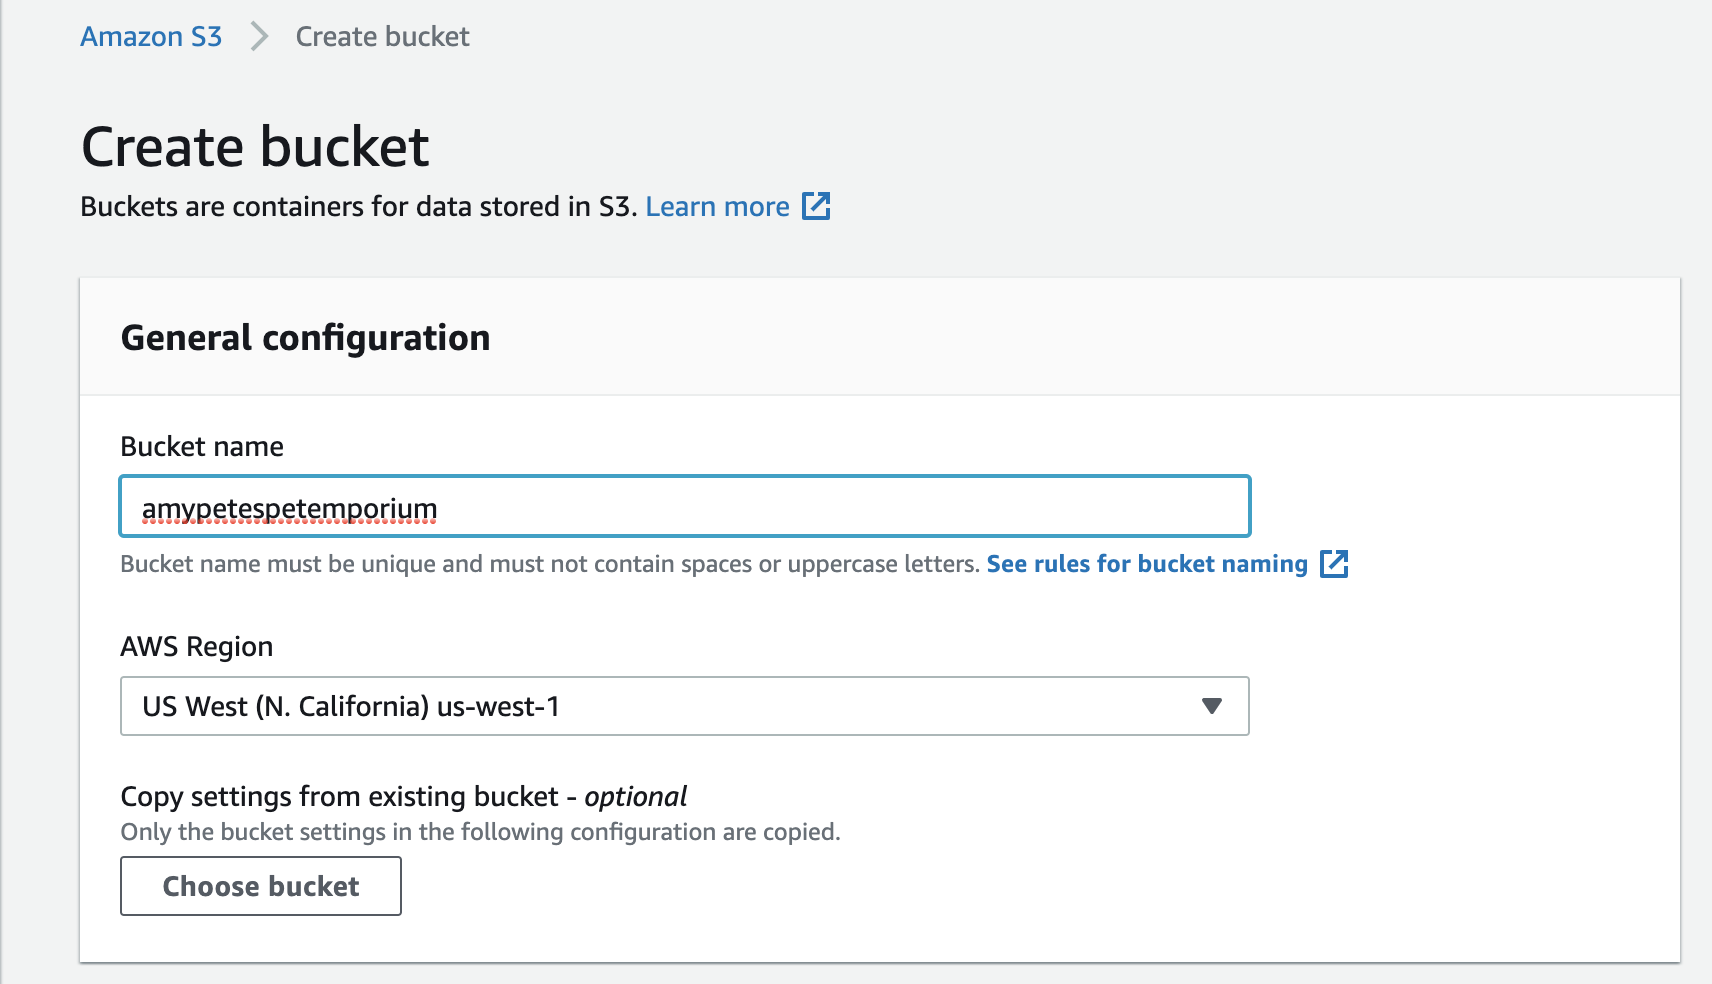 Amazon S3 > Create bucket
Create bucket
Buckets are containers for data stored in S3. Learn more
General configuration
Bucket name
amypetespetemporium
Bucket name must be unique and must not contain spaces or uppercase letters. See rules for bucket naming
AWS Region
US West (N. California) us-west-1
Copy settings from existing bucket - optional
Only the bucket settings in the following configuration are copied.
Choose bucket